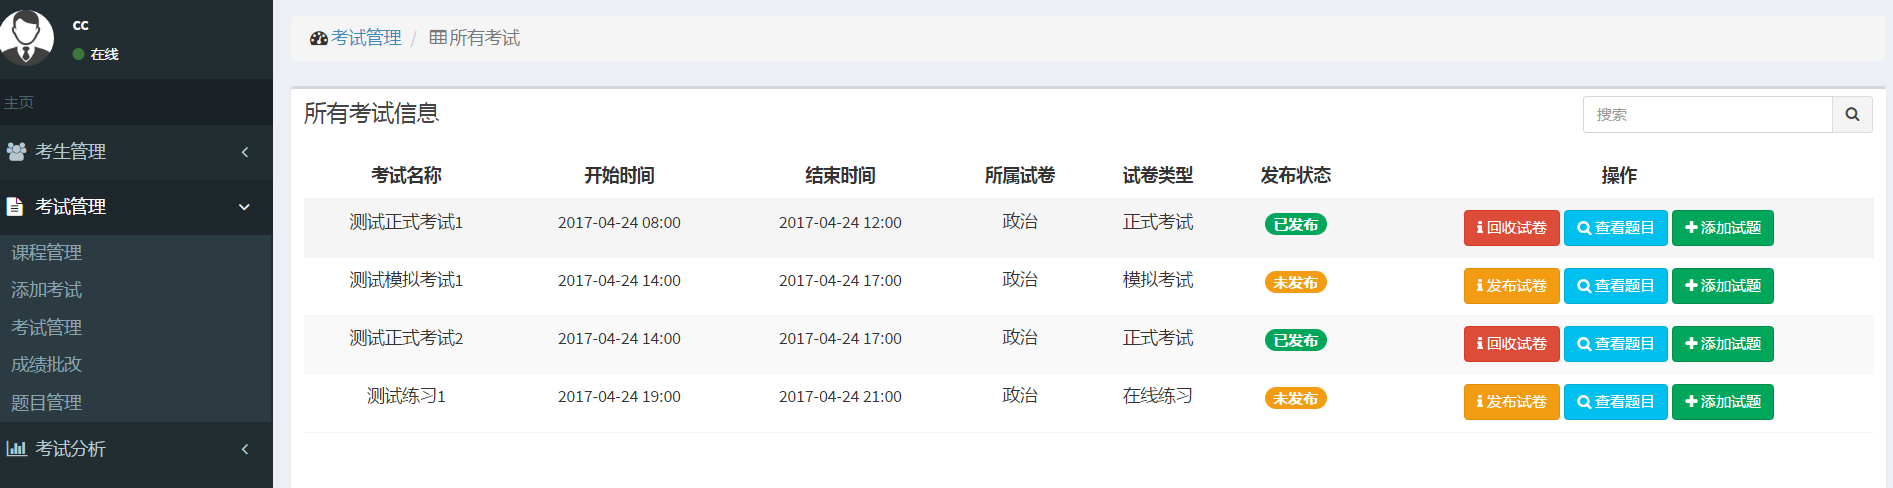 cc
在线
主页
考生管理
考试管理
课程管理
添加考试
考试管理
成绩批改
题目管理
考试分析
考试管理 / 所有考试
所有考试信息
搜索
考试名称 开始时间 结束时间 所属试卷 试卷类型 发布状态 操作
测试正式考试1 2017-04-24 08:00 2017-04-24 12:00 政治 正式考试 已发布 回收试卷 查看题目 添加试题
测试模拟考试1 2017-04-24 14:00 2017-04-24 17:00 政治 模拟考试 未发布 发布试卷 查看题目 添加试题
测试正式考试2 2017-04-24 14:00 2017-04-24 17:00 政治 正式考试 已发布 回收试卷 查看题目 添加试题
测试练习1 2017-04-24 19:00 2017-04-24 21:00 政治 在线练习 未发布 发布试卷 查看题目 添加试题